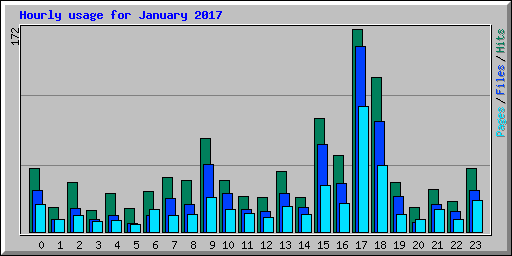 Hourly usage for January 2017
172
Pages / Files / Hits
0 1 2 3 4 5 6 7 8 9 10 11 12 13 14 15 16 17 18 19 20 21 22 23